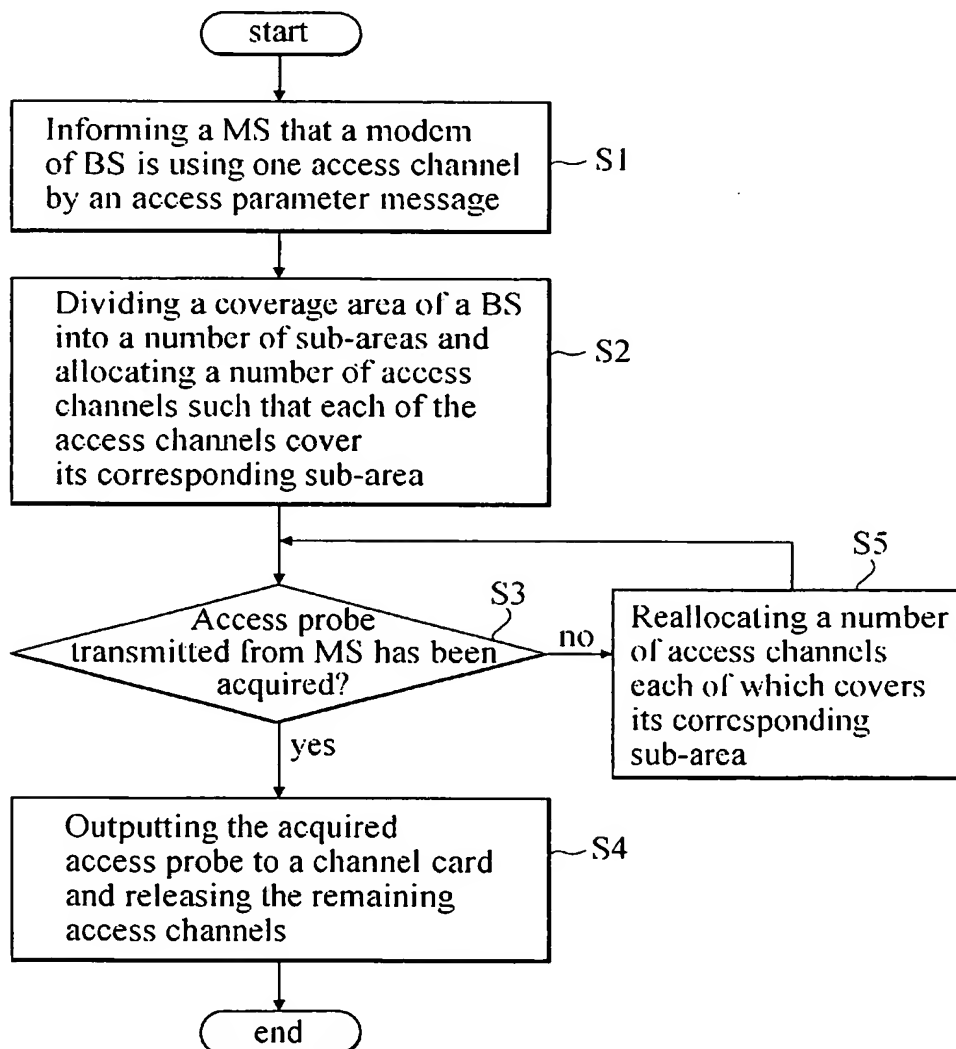 start
Informing a MS that a modem
of BS is using one access channel
by an access parameter message
S1
Dividing a coverage area of a BS
into a number of sub-areas and
allocating a number of access
channels such that each of the
access channels cover
its corresponding sub-area
S2
Access probe
transmitted from MS has been
acquired?
S3
no
S5
Reallocating a number
of access channels
each of which covers
its corresponding
sub-area
yes
Outputting the acquired
access probe to a channel card
and releasing the remaining
access channels
S4
end